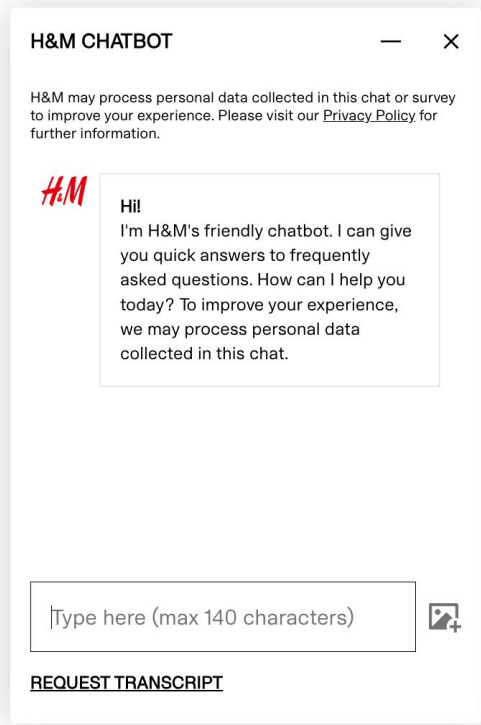 H&M CHATBOT
H&M may process personal data collected in this chat or survey
to improve your experience. Please visit our Privacy Policy for
further information.
H&M
Hi!
I'm H&M's friendly chatbot. I can give
you quick answers to frequently
asked questions. How can I help you
today? To improve your experience,
we may process personal data
collected in this chat.
Type here (max 140 characters)
REQUEST TRANSCRIPT